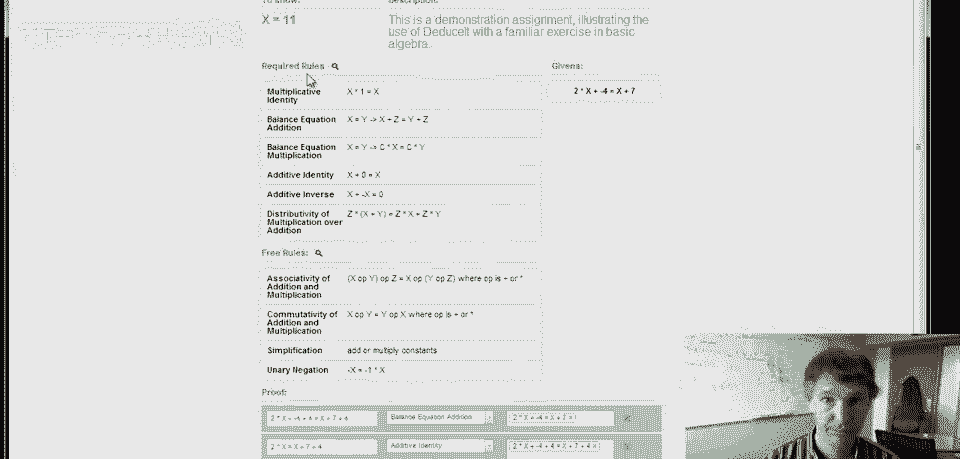 X = 11
This is a demonstration assignment, illustrating the
use of DeduceIt with a familiar exercise in basic
algebra.
Required Rules
Givens:
2 * X + -4 = X + 7
Multiplicative
Identity
X * 1 = X
Balance Equation
Addition
X = Y -> X + Z = Y + Z
Balance Equation
Multiplication
X = Y -> C * X = C * Y
Additive Identity
X + 0 = X
Additive Inverse
X + -X = 0
Distributivity of
Multiplication over
Addition
Z * (X + Y) = Z * X + Z * Y
Free Rules:
Associativity of
Addition and
Multiplication
(X op Y) op Z = X op (Y op Z) where op is + or *
Commutativity of
Addition and
Multiplication
X op Y = Y op X where op is + or *
Simplification
add or multiply constants
Unary Negation
-X = -1 * X
Proof:
2 * X + -4 + 4 = X + 7 + 4
Balance Equation Addition
2 * X + -4 = X + 7
2 * X = X + 7 + 4
Additive Identity
2 * X + -4 + 4 = X + 7 + 4